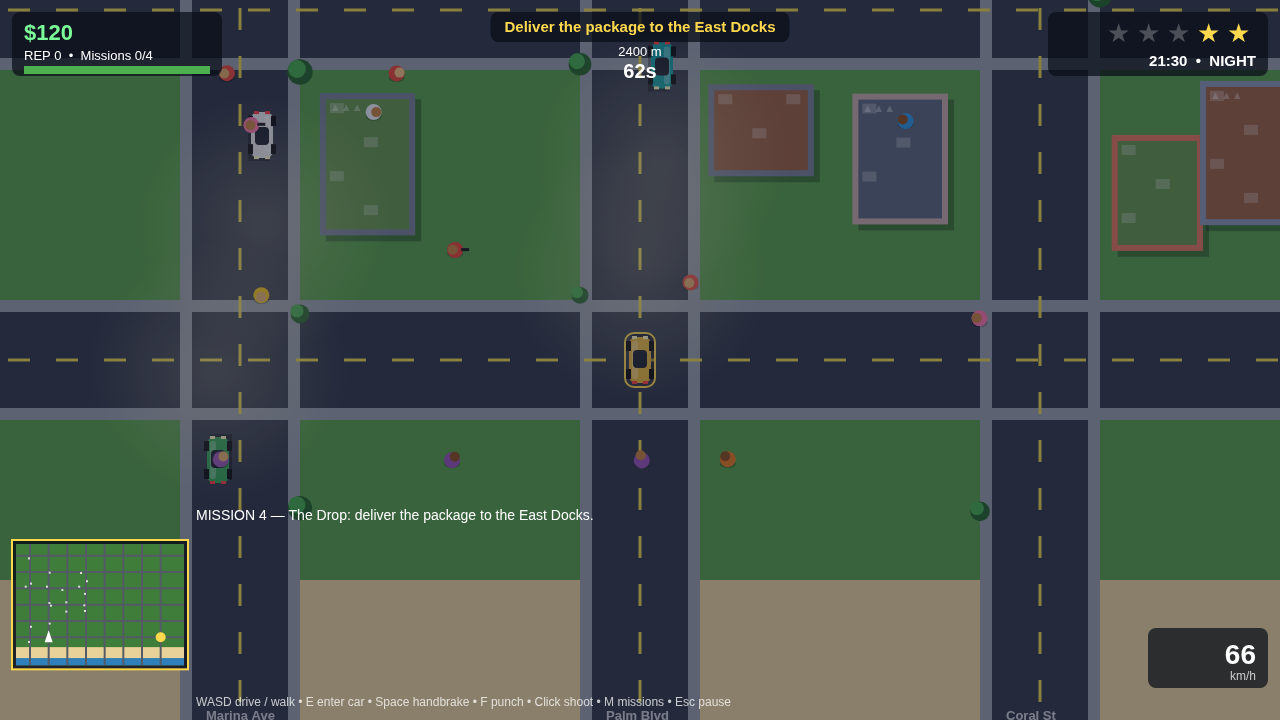 $120
REP 0 • Missions 0/4
Deliver the package to the East Docks
2400 m
62s
21:30 • NIGHT
MISSION 4 — The Drop: deliver the package to the East Docks.
66
km/h
WASD drive / walk • E enter car • Space handbrake • F punch • Click shoot • M missions • Esc pause
Marina Ave
Palm Blvd
Coral St